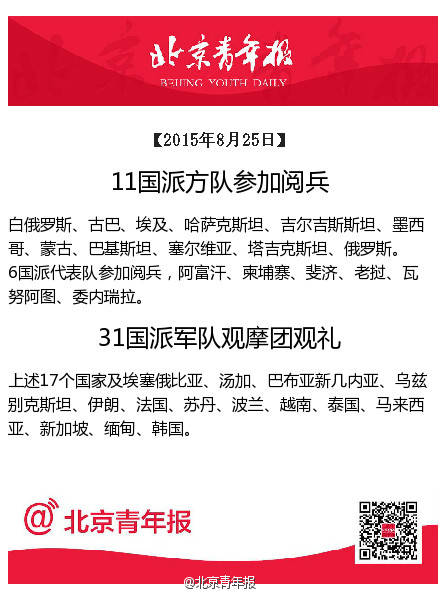 北京青年报
BEIJING YOUTH DAILY
【2015年8月25日】
11国派方队参加阅兵
白俄罗斯、古巴、埃及、哈萨克斯坦、吉尔吉斯斯坦、墨西
哥、蒙古、巴基斯坦、塞尔维亚、塔吉克斯坦、俄罗斯。
6国派代表队参加阅兵，阿富汗、柬埔寨、斐济、老挝、瓦
努阿图、委内瑞拉。
31国派军队观摩团观礼
上述17个国家及埃塞俄比亚、汤加、巴布亚新几内亚、乌兹
别克斯坦、伊朗、法国、苏丹、波兰、越南、泰国、马来西
亚、新加坡、缅甸、韩国。
@北京青年报
@北京青年报